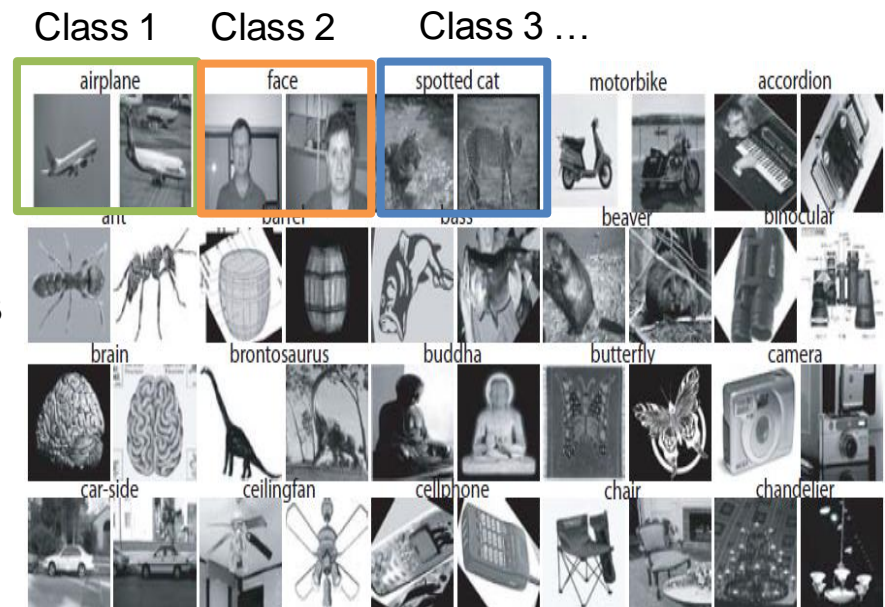 Class 1 Class 2 Class 3 ...
airplane face spotted cat motorbike accordion
ant barrel bass beaver binocular
brain brontosaurus buddha butterfly camera
car-side ceilingfan cellphone chair chandelier